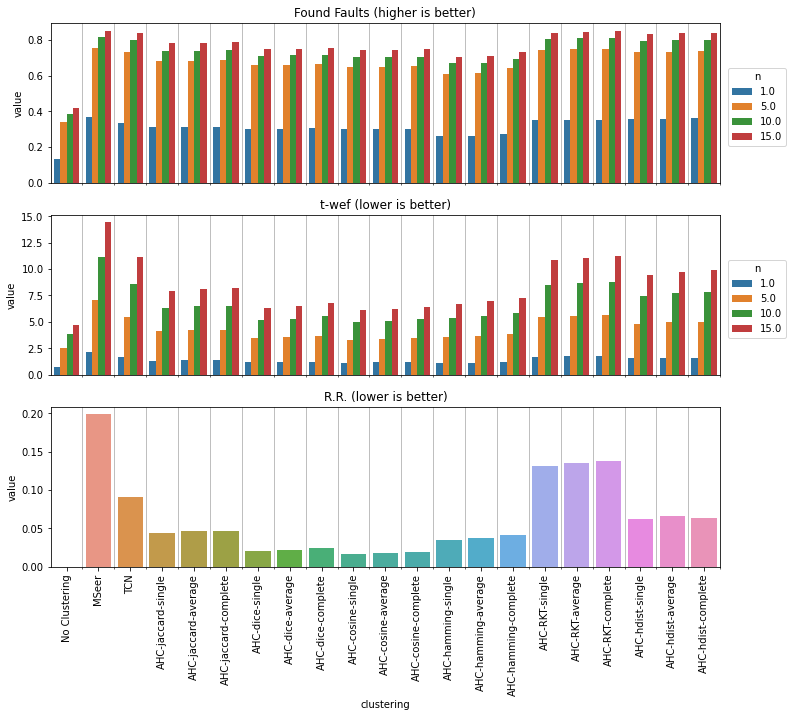 Found Faults (higher is better)
value
0.8
0.6
0.4
0.2
0.0
n
1.0
5.0
10.0
15.0
t-wef (lower is better)
value
15.0
12.5
10.0
7.5
5.0
2.5
0.0
n
1.0
5.0
10.0
15.0
R.R. (lower is better)
value
0.20
0.15
0.10
0.05
0.00
No Clustering
MSeer
TCN
AHC-jaccard-single
AHC-jaccard-average
AHC-jaccard-complete
AHC-dice-single
AHC-dice-average
AHC-dice-complete
AHC-cosine-single
AHC-cosine-average
AHC-cosine-complete
AHC-hamming-single
AHC-hamming-average
AHC-hamming-complete
AHC-RKT-single
AHC-RKT-average
AHC-RKT-complete
AHC-hdist-single
AHC-hdist-average
AHC-hdist-complete
clustering